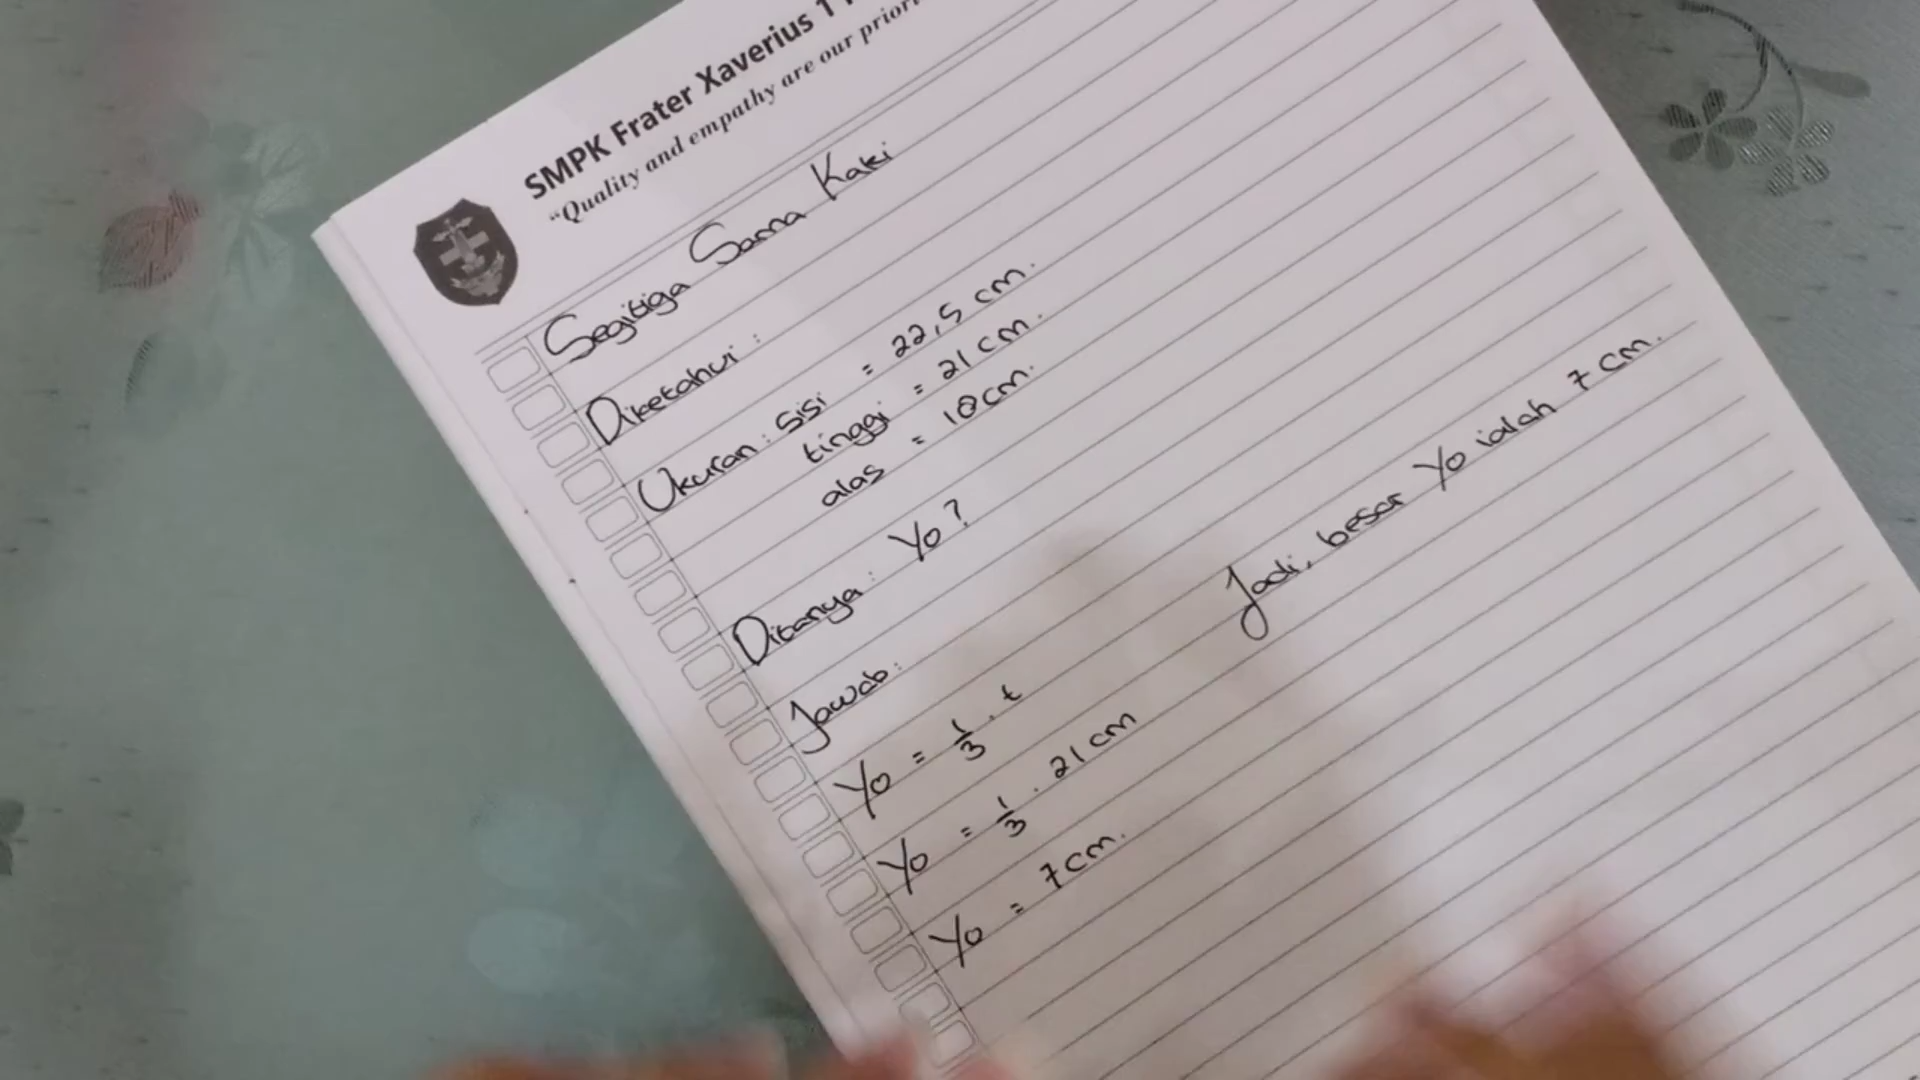 SMPK Frater Xaverius 1
"Quality and empathy are our
Segitiga Sama Kaki
Diketahui :
Ukuran : Sisi = 22,5 cm.
tinggi = 21 cm.
alas = 18 cm.
Ditanya : Yo ?
Jawab :
Yo = 1/3 . t
Yo = 1/3 . 21 cm
Yo = 7 cm.
Jadi, besar Yo ialah 7 cm.